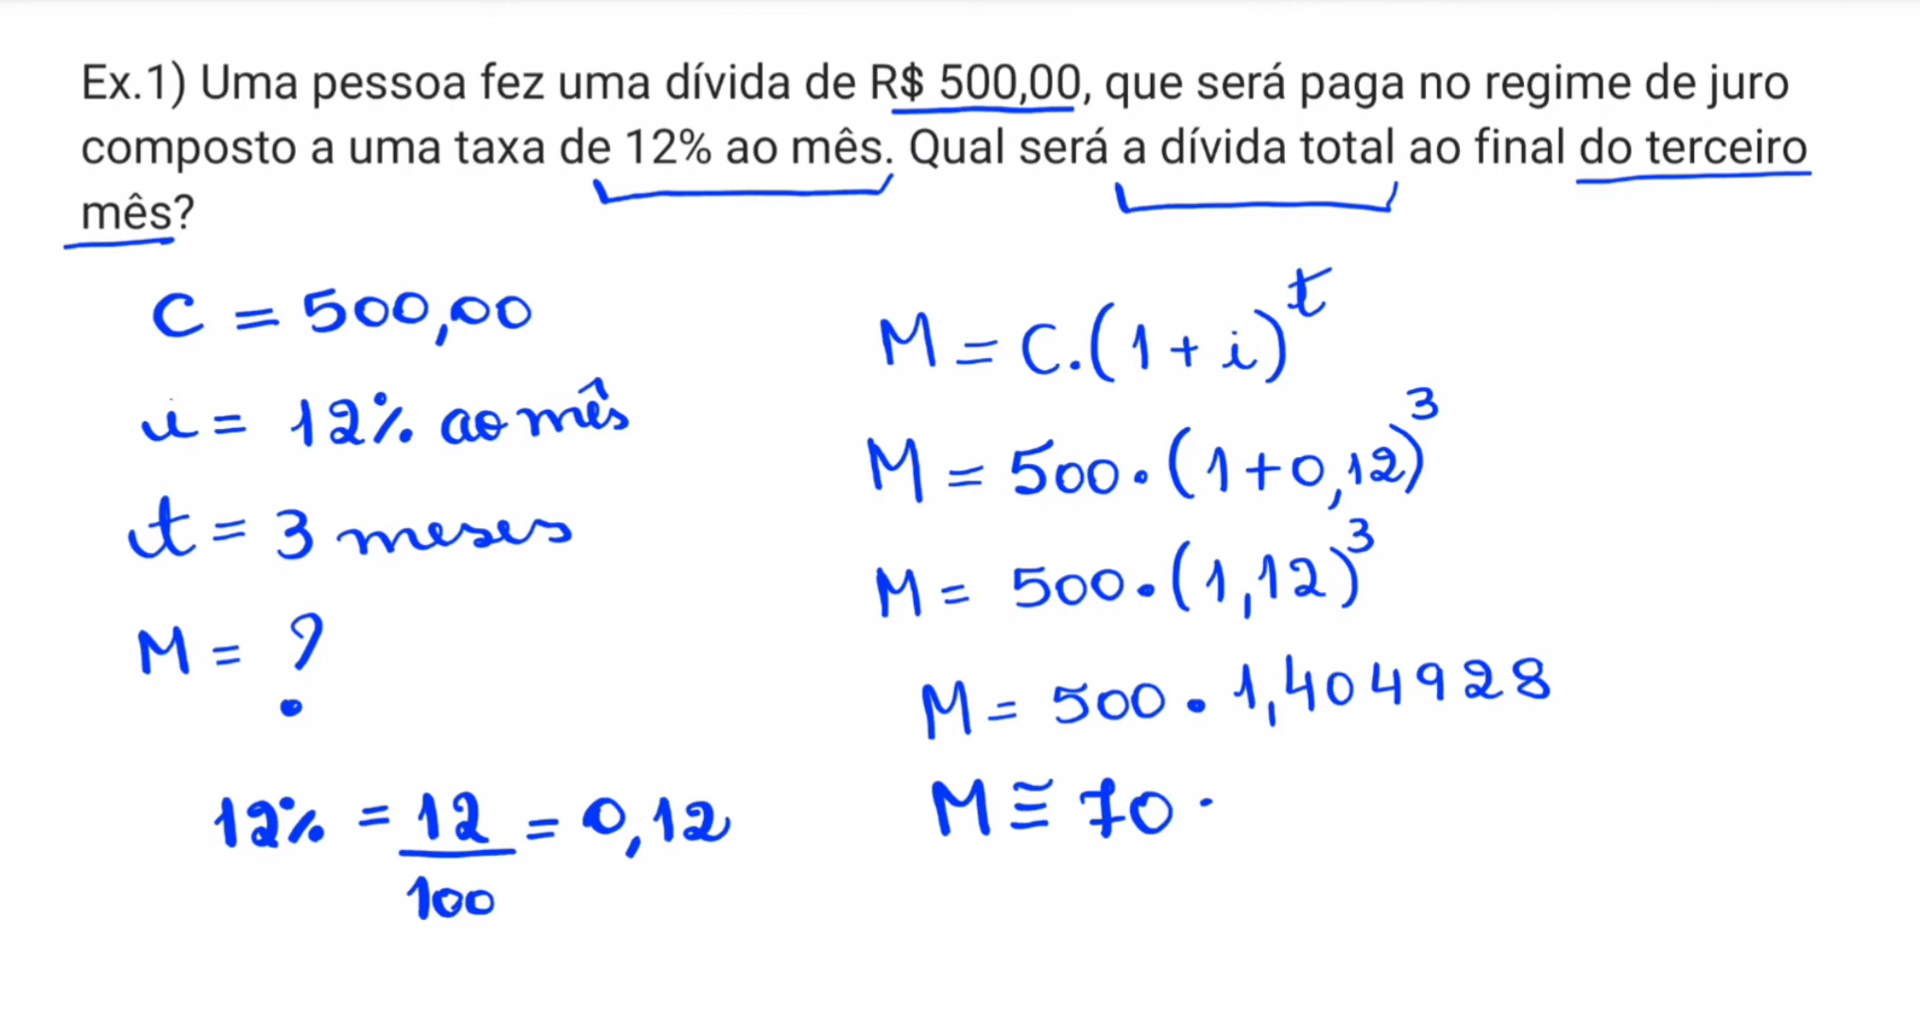 Ex.1) Uma pessoa fez uma dívida de R$ 500,00, que será paga no regime de juro
composto a uma taxa de 12% ao mês. Qual será a dívida total ao final do terceiro
mês?
C = 500,00
i = 12% ao mês
t = 3 meses
M = ?
12% = 12/100 = 0,12
M = C.(1+i)^t
M = 500.(1+0,12)^3
M = 500.(1,12)^3
M = 500.1,404928
M ≅ 70